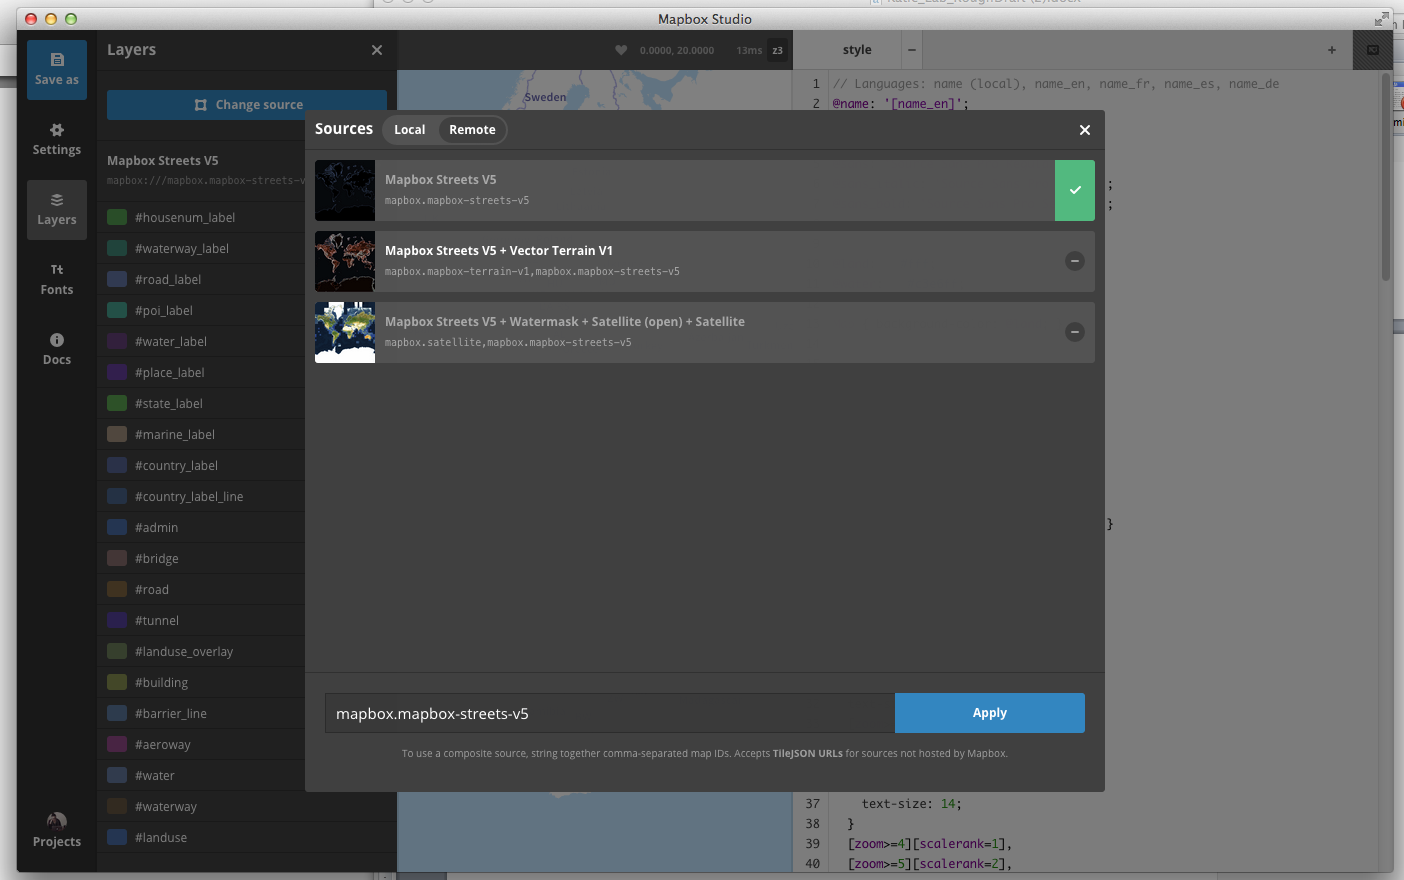 Mapbox Studio
Save as
Settings
Layers
Fonts
Docs
Projects
Layers
Change source
Mapbox Streets V5
mapbox:///mapbox.mapbox-streets-v
#housenum_label
#waterway_label
#road_label
#poi_label
#water_label
#place_label
#state_label
#marine_label
#country_label
#country_label_line
#admin
#bridge
#road
#tunnel
#landuse_overlay
#building
#barrier_line
#aeroway
#water
#waterway
#landuse
0.0000, 20.0000 13ms z3
Sweden
style
1 // Languages: name (local), name_en, name_fr, name_es, name_de
2 @name: '[name_en]';
;
;
}
Sources Local Remote
Mapbox Streets V5
mapbox.mapbox-streets-v5
Mapbox Streets V5 + Vector Terrain V1
mapbox.mapbox-terrain-v1,mapbox.mapbox-streets-v5
Mapbox Streets V5 + Watermask + Satellite (open) + Satellite
mapbox.satellite,mapbox.mapbox-streets-v5
mapbox.mapbox-streets-v5
Apply
To use a composite source, string together comma-separated map IDs. Accepts TileJSON URLs for sources not hosted by Mapbox.
37 text-size: 14;
38 }
39 [zoom>=4][scalerank=1],
40 [zoom>=5][scalerank=2],